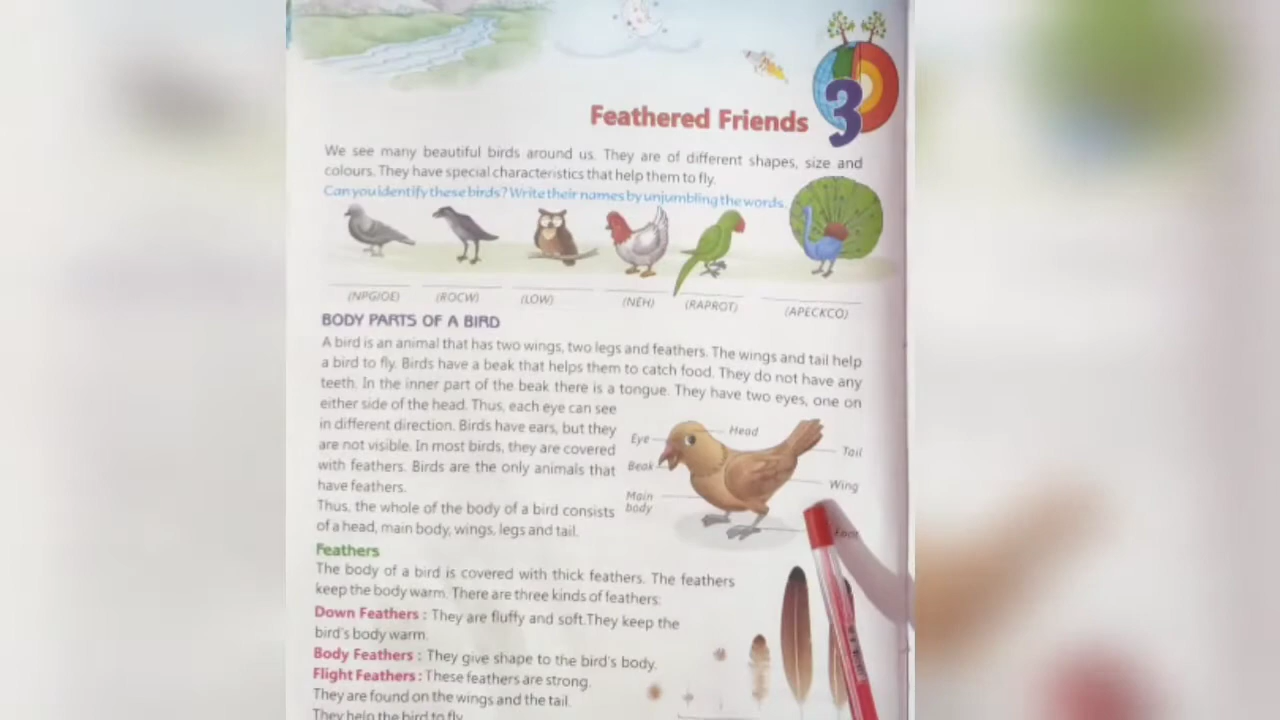 3
Feathered Friends
We see many beautiful birds around us. They are of different shapes, size and
colours. They have special characteristics that help them to fly.
Can you identify these birds? Write their names by unjumbling the words.
(NPGIOE) (ROCW) (LOW) (NEH) (RAPROT) (APECKCO)
BODY PARTS OF A BIRD
A bird is an animal that has two wings, two legs and feathers. The wings and tail help
a bird to fly. Birds have a beak that helps them to catch food. They do not have any
teeth. In the inner part of the beak there is a tongue. They have two eyes, one on
either side of the head. Thus, each eye can see
in different direction. Birds have ears, but they
are not visible. In most birds, they are covered
with feathers. Birds are the only animals that
have feathers.
Thus, the whole of the body of a bird consists
of a head, main body, wings, legs and tail.
Eye
Head
Tail
Beak
Wing
Main
body
Foot
Feathers
The body of a bird is covered with thick feathers. The feathers
keep the body warm. There are three kinds of feathers:
Down Feathers : They are fluffy and soft.They keep the
bird's body warm.
Body Feathers : They give shape to the bird's body.
Flight Feathers : These feathers are strong.
They are found on the wings and the tail.
They help the bird to fly